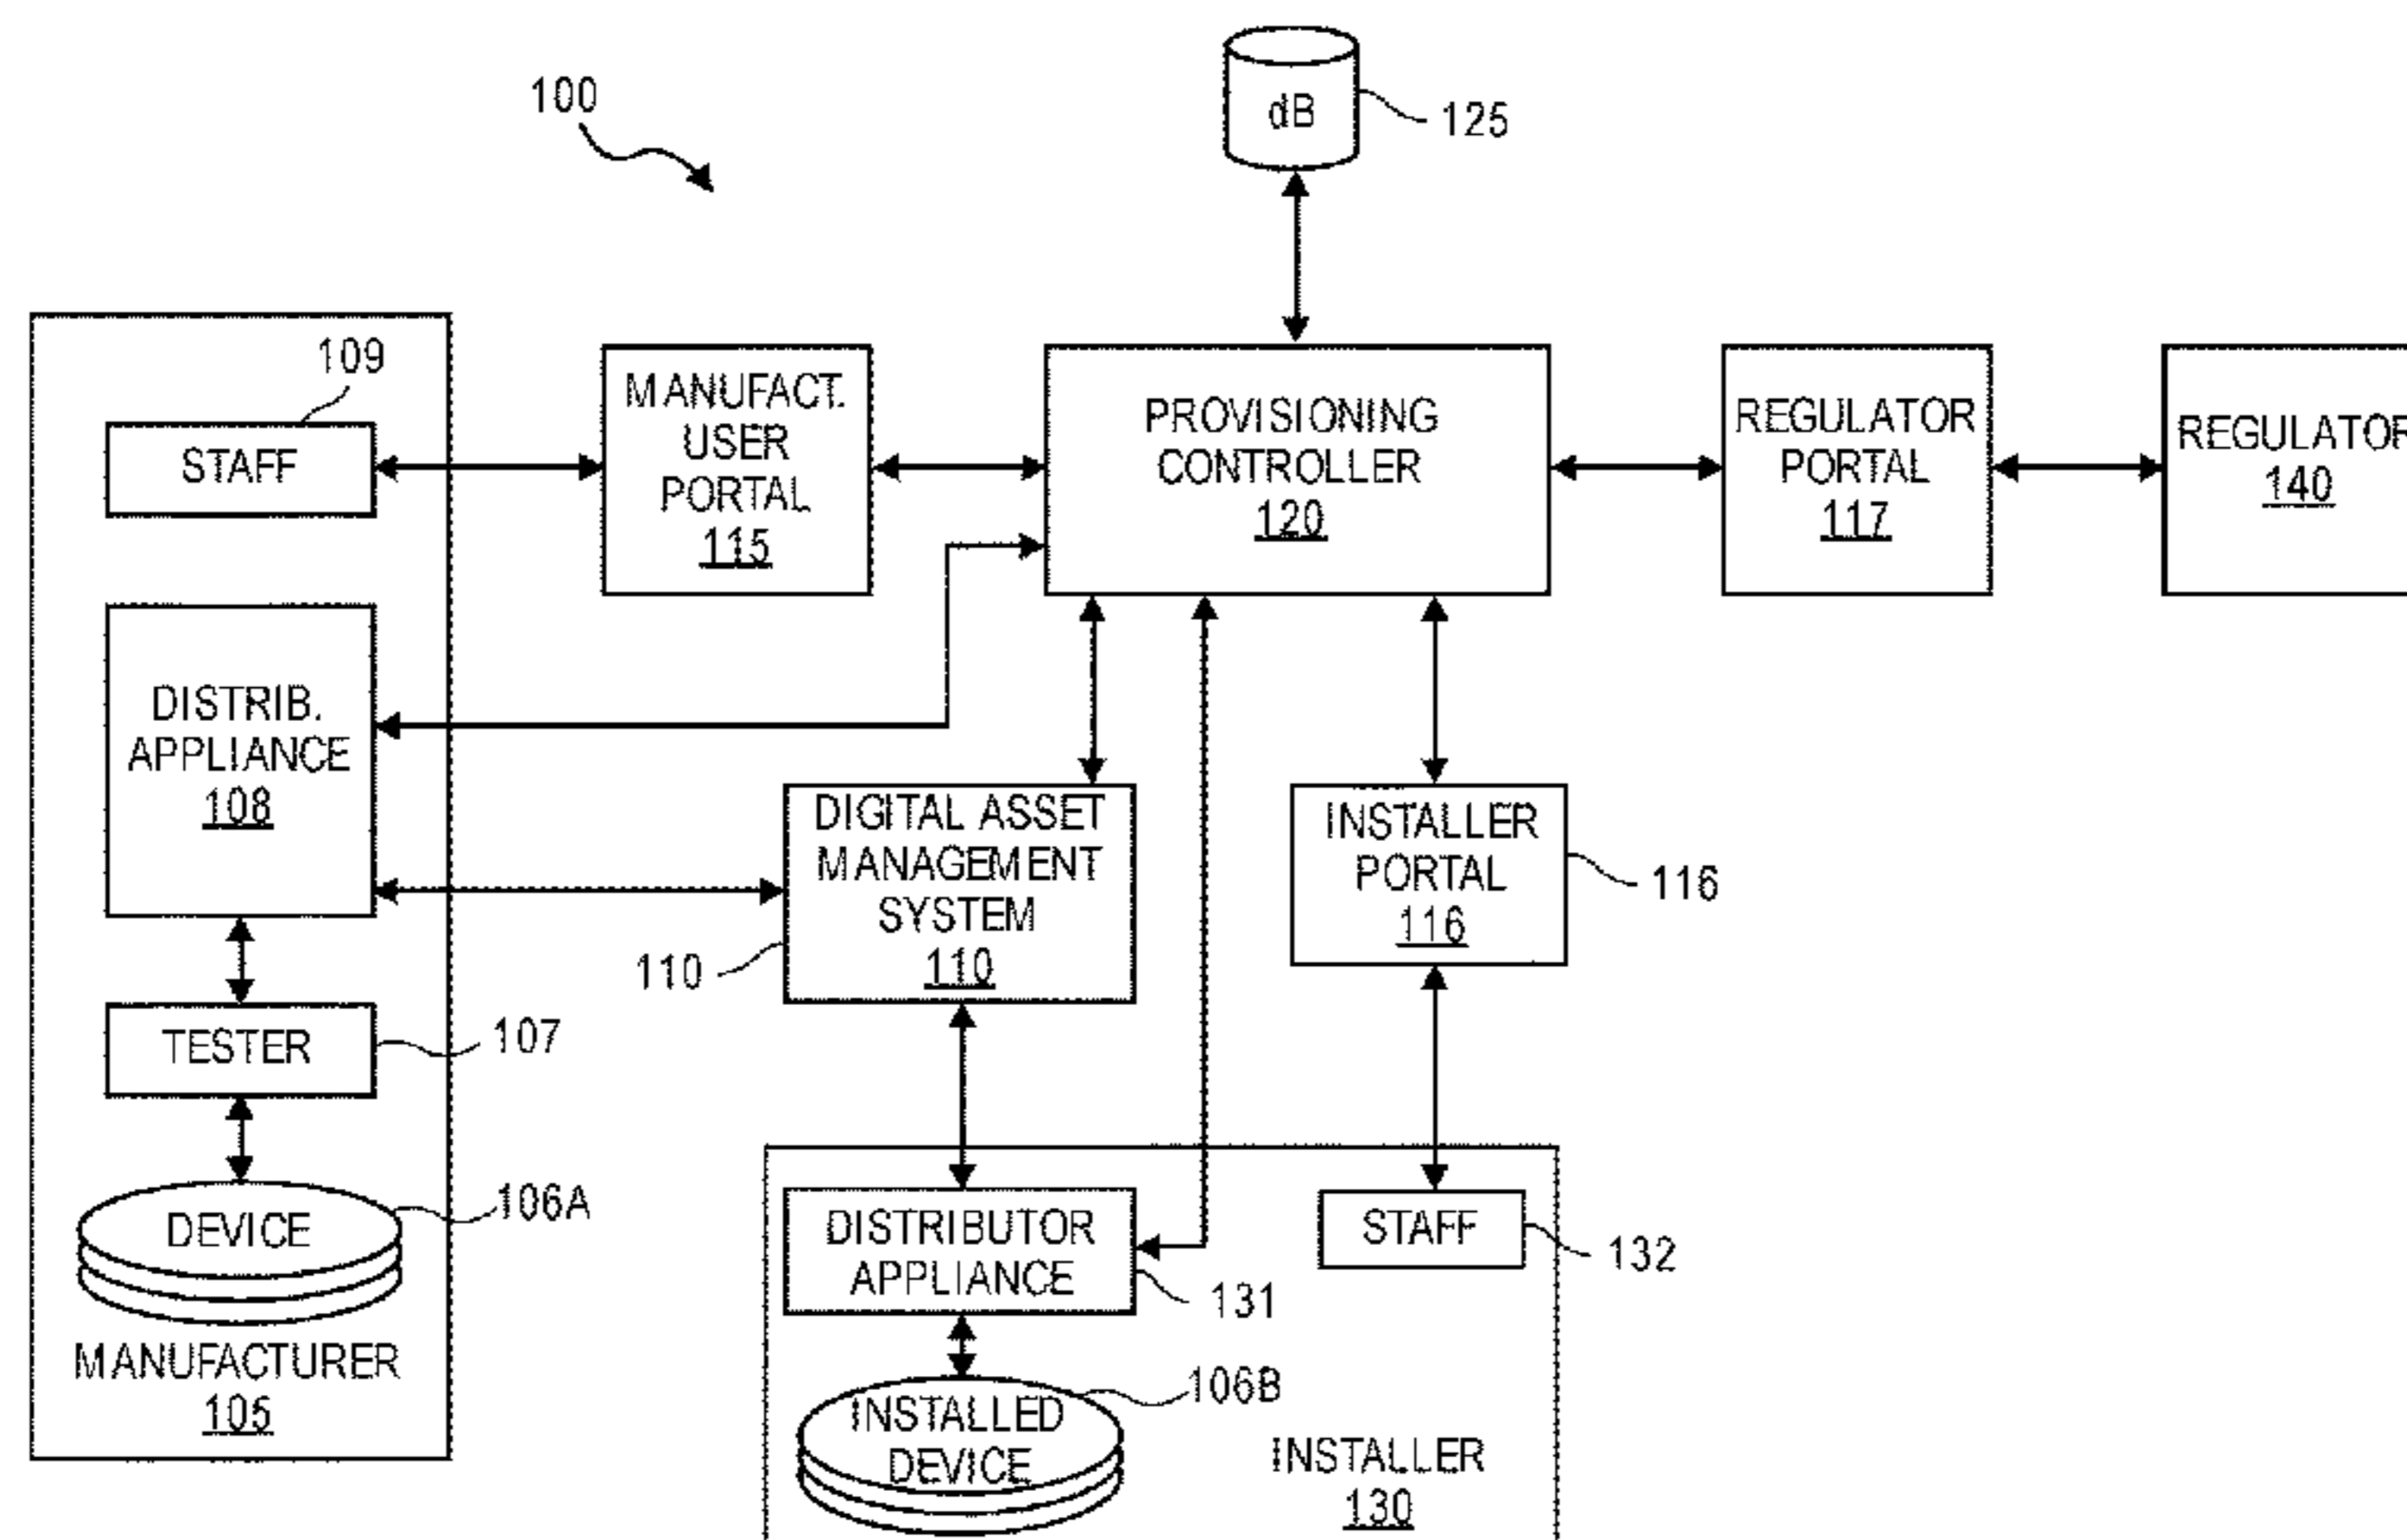 100
dB
125
109
STAFF
MANUFACT.
USER
PORTAL
115
PROVISIONING
CONTROLLER
120
REGULATOR
PORTAL
117
REGULATOR
140
DISTRIB.
APPLIANCE
108
DIGITAL ASSET
MANAGEMENT
SYSTEM
110
110
INSTALLER
PORTAL
116
116
TESTER
107
DEVICE
106A
MANUFACTURER
105
DISTRIBUTOR
APPLIANCE
131
STAFF
132
INSTALLED
DEVICE
106B
INSTALLER
130